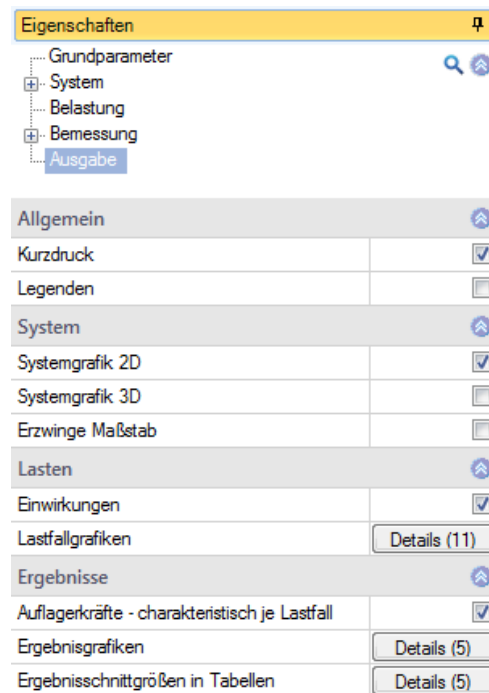 Eigenschaften
Grundparameter
System
Belastung
Bemessung
Ausgabe
Allgemein
Kurzdruck
Legenden
System
Systemgrafik 2D
Systemgrafik 3D
Erzwinge Maßstab
Lasten
Einwirkungen
Lastfallgrafiken Details (11)
Ergebnisse
Auflagerkräfte - charakteristisch je Lastfall
Ergebnisgrafiken Details (5)
Ergebnisschnittgrößen in Tabellen Details (5)